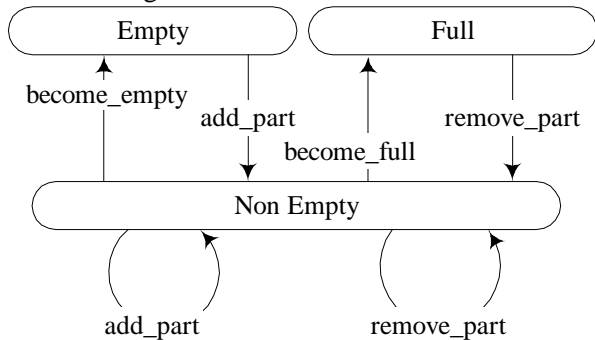 Empty
Full
become_empty
add_part
become_full
remove_part
Non Empty
add_part
remove_part